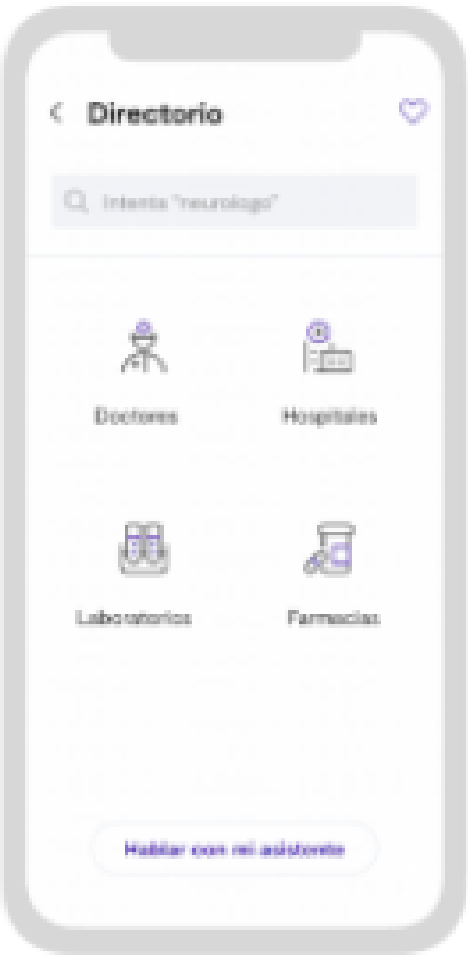 Directorio
Intenta "neurologo"
Doctores
Hospitales
Laboratorios
Farmacias
Hablar con mi asistente